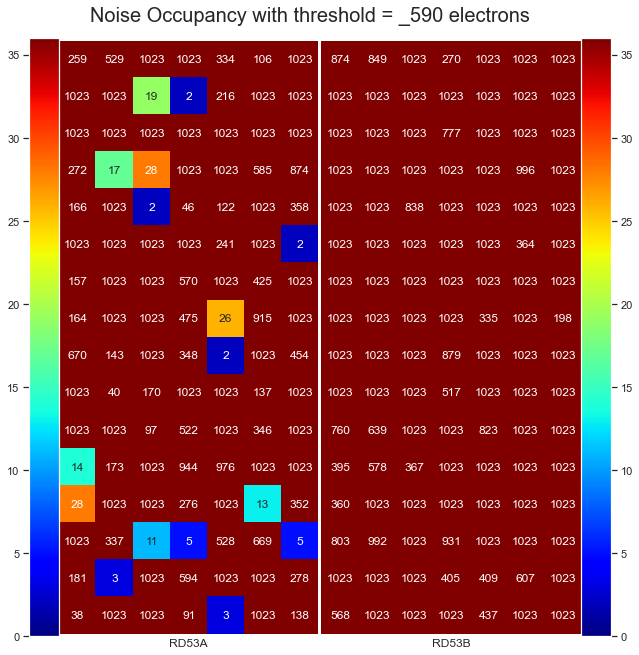 Noise Occupancy with threshold = _590 electrons
35 259 529 1023 1023 334 106 1023 874 849 1023 270 1023 1023 1023 35
1023 1023 19 2 216 1023 1023 1023 1023 1023 1023 1023 1023 1023
30 1023 1023 1023 1023 1023 1023 1023 1023 1023 1023 777 1023 1023 1023 30
272 17 28 1023 1023 585 874 1023 1023 1023 1023 1023 996 1023
25 166 1023 2 46 122 1023 358 1023 1023 838 1023 1023 1023 1023 25
1023 1023 1023 1023 241 1023 2 1023 1023 1023 1023 1023 364 1023
157 1023 1023 570 1023 425 1023 1023 1023 1023 1023 1023 1023 1023
20 164 1023 1023 475 26 915 1023 1023 1023 1023 1023 335 1023 198 20
670 143 1023 348 2 1023 454 1023 1023 1023 879 1023 1023 1023
15 1023 40 170 1023 1023 137 1023 1023 1023 1023 517 1023 1023 1023 15
1023 1023 97 522 1023 346 1023 760 639 1023 1023 823 1023 1023
10 14 173 1023 944 976 1023 1023 395 578 367 1023 1023 1023 1023 10
28 1023 1023 276 1023 13 352 360 1023 1023 1023 1023 1023 1023
5 1023 337 11 5 528 669 5 803 992 1023 931 1023 1023 1023 5
181 3 1023 594 1023 1023 278 1023 1023 1023 405 409 607 1023
38 1023 1023 91 3 1023 138 568 1023 1023 1023 437 1023 1023
0 0
RD53A RD53B